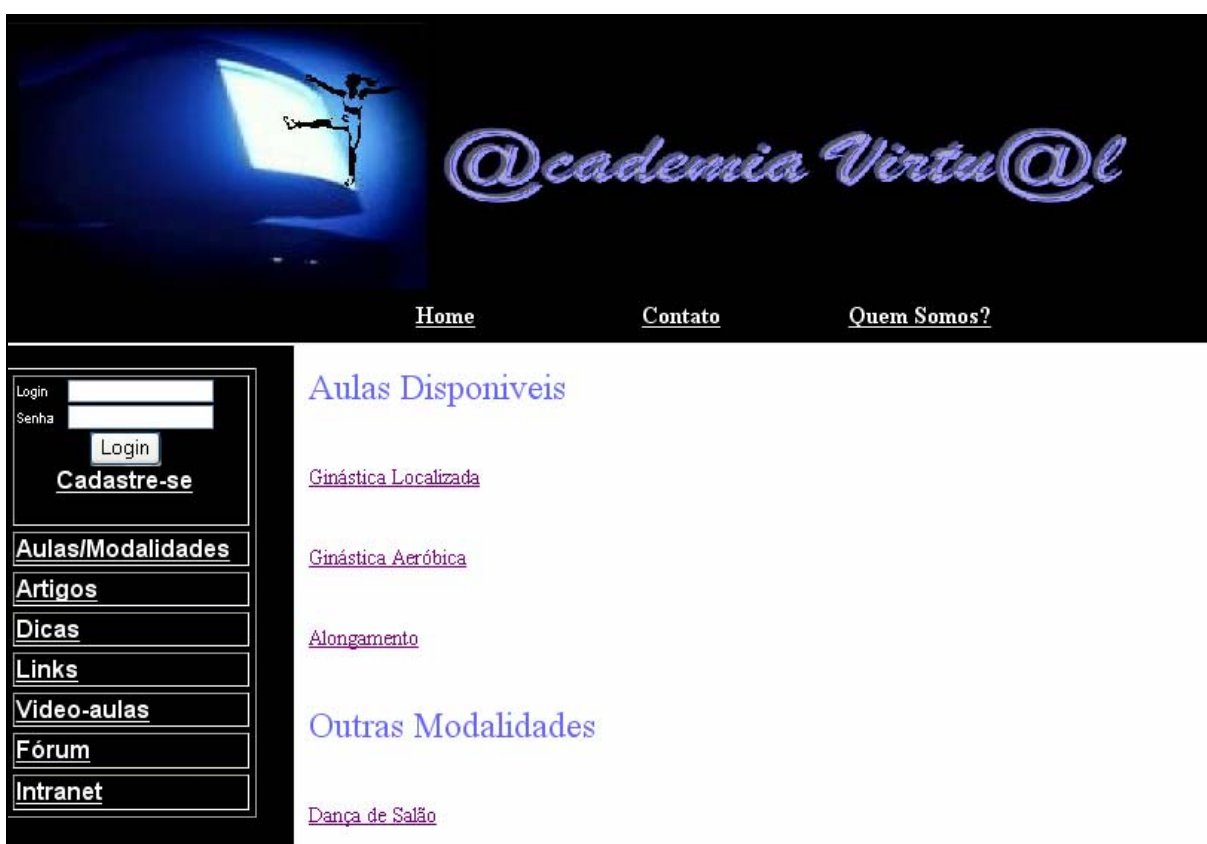 @cademia Virtu@l
Home Contato Quem Somos?
Login
Senha
Login
Cadastre-se
Aulas/Modalidades
Artigos
Dicas
Links
Video-aulas
Fórum
Intranet
Aulas Disponiveis
Ginástica Localizada
Ginástica Aeróbica
Alongamento
Outras Modalidades
Dança de Salão